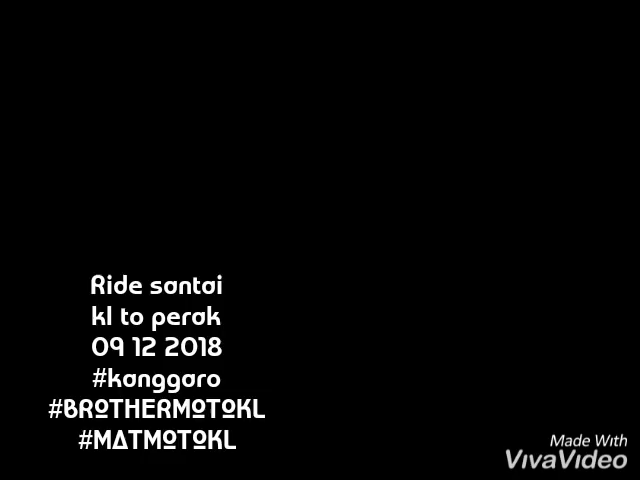 Ride santai
kl to perak
09 12 2018
#kanggaro
#BROTHERMOTOKL
#MATMOTOKL
Made With
VivaVideo